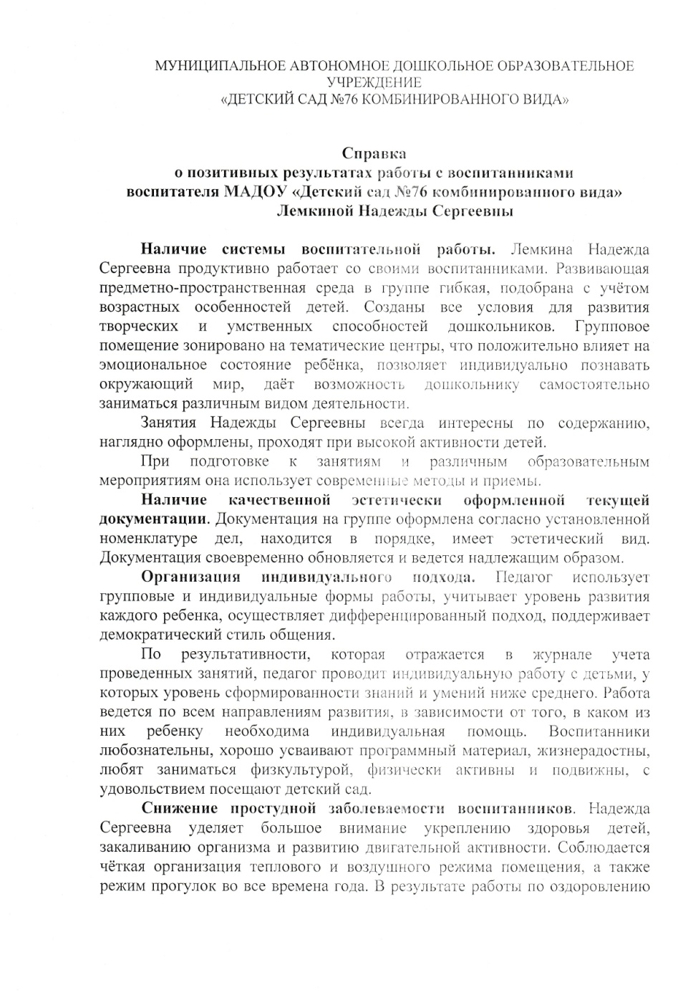 МУНИЦИПАЛЬНОЕ АВТОНОМНОЕ ДОШКОЛЬНОЕ ОБРАЗОВАТЕЛЬНОЕ
УЧРЕЖДЕНИЕ
«ДЕТСКИЙ САД №76 КОМБИНИРОВАННОГО ВИДА»
Справка
о позитивных результатах работы с воспитанниками
воспитателя МАДОУ «Детский сад №76 комбинированного вида»
Лемкиной Надежды Сергеевны
Наличие системы воспитательной работы. Лемкина Надежда
Сергеевна продуктивно работает со своими воспитанниками. Развивающая
предметно-пространственная среда в группе гибкая, подобрана с учётом
возрастных особенностей детей. Созданы все условия для развития
творческих и умственных способностей дошкольников. Групповое
помещение зонировано на тематические центры, что положительно влияет на
эмоциональное состояние ребёнка, позволяет индивидуально познавать
окружающий мир, даёт возможность дошкольнику самостоятельно
заниматься различным видом деятельности.
Занятия Надежды Сергеевны всегда интересны по содержанию,
наглядно оформлены, проходят при высокой активности детей.
При подготовке к занятиям и различным образовательным
мероприятиям она использует современные методы и приемы.
Наличие качественной эстетически оформленной текущей
документации. Документация на группе оформлена согласно установленной
номенклатуре дел, находится в порядке, имеет эстетический вид.
Документация своевременно обновляется и ведется надлежащим образом.
Организация индивидуального подхода. Педагог использует
групповые и индивидуальные формы работы, учитывает уровень развития
каждого ребенка, осуществляет дифференцированный подход, поддерживает
демократический стиль общения.
По результативности, которая отражается в журнале учета
проведенных занятий, педагог проводит индивидуальную работу с детьми, у
которых уровень сформированности знаний и умений ниже среднего. Работа
ведется по всем направлениям развития, в зависимости от того, в каком из
них ребенку необходима индивидуальная помощь. Воспитанники
любознательны, хорошо усваивают программный материал, жизнерадостны,
любят заниматься физкультурой, физически активны и подвижны, с
удовольствием посещают детский сад.
Снижение простудной заболеваемости воспитанников. Надежда
Сергеевна уделяет большое внимание укреплению здоровья детей,
закаливанию организма и развитию двигательной активности. Соблюдается
чёткая организация теплового и воздушного режима помещения, а также
режим прогулок во все времена года. В результате работы по оздоровлению